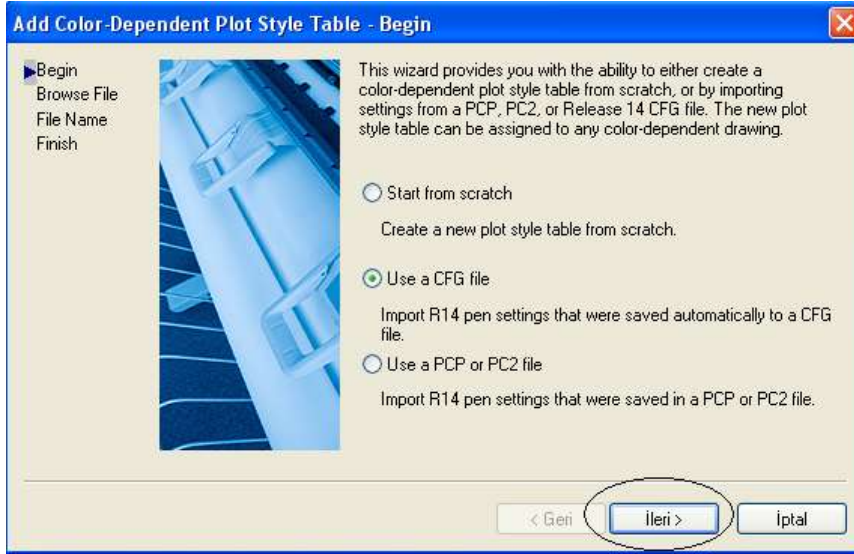 Add Color-Dependent Plot Style Table - Begin
Begin
Browse File
File Name
Finish
This wizard provides you with the ability to either create a
color-dependent plot style table from scratch, or by importing
settings from a PCP, PC2, or Release 14 CFG file. The new plot
style table can be assigned to any color-dependent drawing.
Start from scratch
Create a new plot style table from scratch.
Use a CFG file
Import R14 pen settings that were saved automatically to a CFG
file.
Use a PCP or PC2 file
Import R14 pen settings that were saved in a PCP or PC2 file.
< Geri
İleri >
İptal